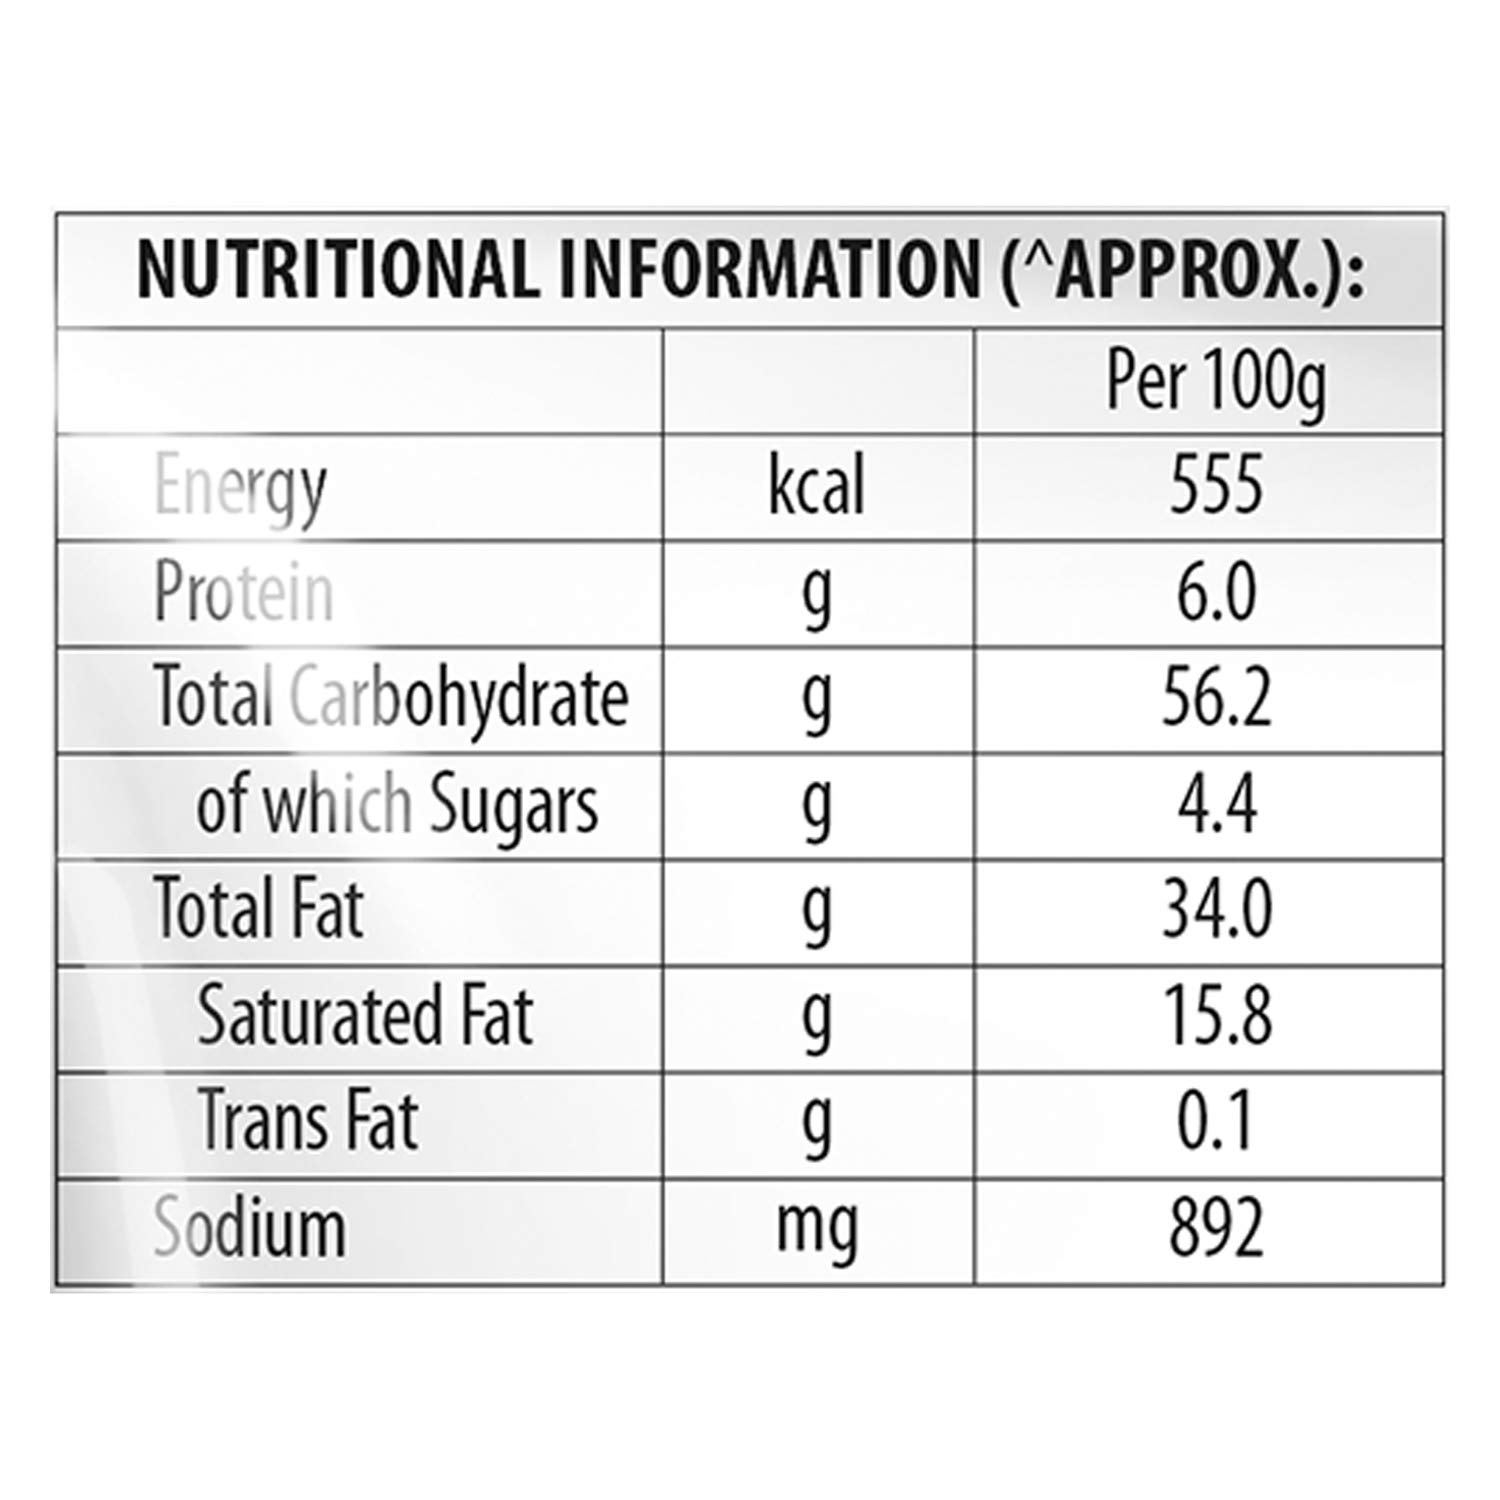 NUTRITIONAL INFORMATION (^APPROX.):
Per 100g
Energy kcal 555
Protein g 6.0
Total Carbohydrate g 56.2
of which Sugars g 4.4
Total Fat g 34.0
Saturated Fat g 15.8
Trans Fat g 0.1
Sodium mg 892